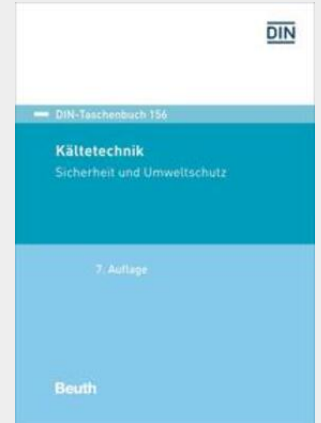 DIN
DIN-Taschenbuch 156
Kältetechnik
Sicherheit und Umweltschutz
7. Auflage
Beuth